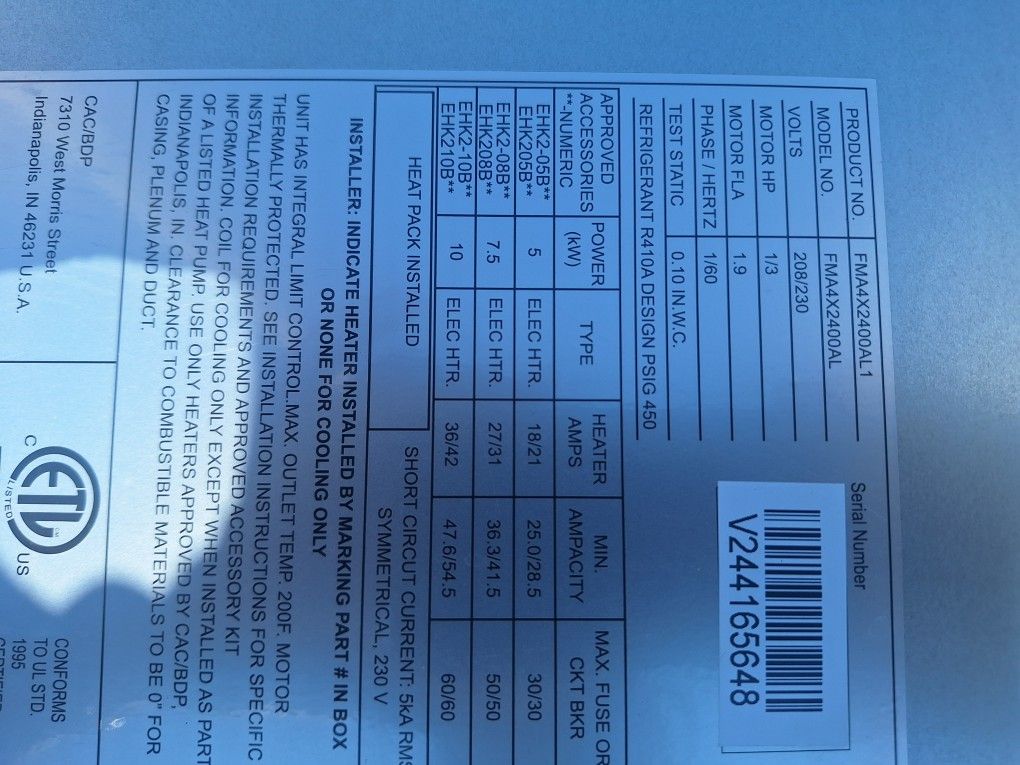 PRODUCT NO. FMA4X2400AL1
MODEL NO. FMA4X2400AL
VOLTS 208/230
MOTOR HP 1/3
MOTOR FLA 1.9
PHASE / HERTZ 1/60
TEST STATIC 0.10 IN.W.C.
REFRIGERANT R410A DESIGN PSIG 450
Serial Number
V244165648
APPROVED ACCESSORIES **-NUMERIC POWER (kW) TYPE HEATER AMPS MIN. AMPACITY MAX. FUSE OR CKT BKR
EHK2-05B** EHK205B** 5 ELEC HTR. 18/21 25.0/28.5 30/30
EHK2-08B** EHK208B** 7.5 ELEC HTR. 27/31 36.3/41.5 50/50
EHK2-10B** EHK210B** 10 ELEC HTR. 36/42 47.6/54.5 60/60
HEAT PACK INSTALLED
SHORT CIRCUT CURRENT: 5kA RMS
SYMMETRICAL, 230 V
INSTALLER: INDICATE HEATER INSTALLED BY MARKING PART # IN BOX
OR NONE FOR COOLING ONLY
UNIT HAS INTEGRAL LIMIT CONTROL.MAX. OUTLET TEMP. 200F. MOTOR
THERMALLY PROTECTED. SEE INSTALLATION INSTRUCTIONS FOR SPECIFIC
INSTALLATION REQUIREMENTS AND APPROVED ACCESSORY KIT
INFORMATION. COIL FOR COOLING ONLY EXCEPT WHEN INSTALLED AS PART
OF A LISTED HEAT PUMP. USE ONLY HEATERS APPROVED BY CAC/BDP,
INDIANAPOLIS, IN. CLEARANCE TO COMBUSTIBLE MATERIALS TO BE 0" FOR
CASING, PLENUM AND DUCT.
CAC/BDP
7310 West Morris Street
Indianapolis, IN 46231 U.S.A.
C ETL US
LISTED
CONFORMS
TO UL STD.
1995